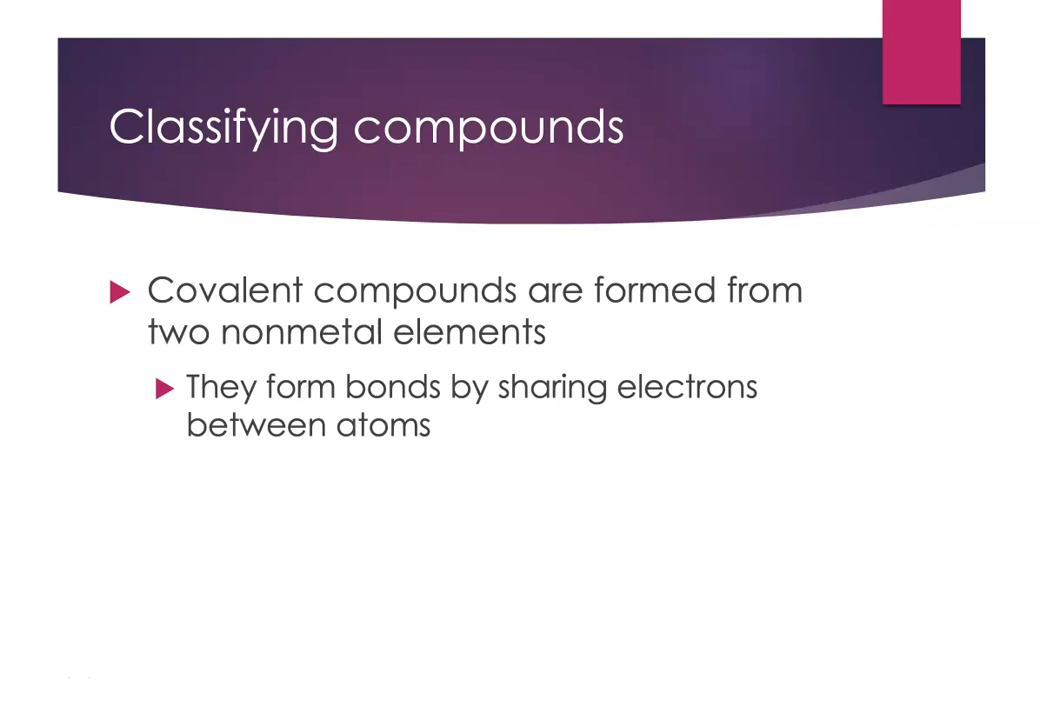 Classifying compounds
Covalent compounds are formed from
two nonmetal elements
They form bonds by sharing electrons
between atoms